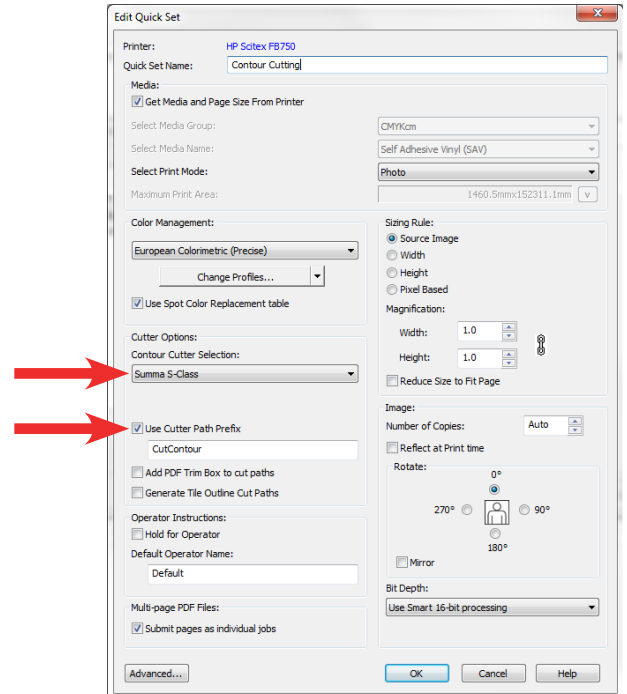 Edit Quick Set
Printer: HP Scitex FB750
Quick Set Name: Contour Cutting
Media:
Get Media and Page Size From Printer
Select Media Group: CMYKcm
Select Media Name: Self Adhesive Vinyl (SAV)
Select Print Mode: Photo
Maximum Print Area: 1460.5mmx152311.1mm v
Color Management:
European Colorimetric (Precise)
Change Profiles...
Use Spot Color Replacement table
Cutter Options:
Contour Cutter Selection:
Summa S-Class
Use Cutter Path Prefix
CutContour
Add PDF Trim Box to cut paths
Generate Tile Outline Cut Paths
Operator Instructions:
Hold for Operator
Default Operator Name:
Default
Multi-page PDF Files:
Submit pages as individual jobs
Sizing Rule:
Source Image
Width
Height
Pixel Based
Magnification:
Width: 1.0
Height: 1.0
Reduce Size to Fit Page
Image:
Number of Copies: Auto
Reflect at Print time
Rotate:
0°
270° 90°
180°
Mirror
Bit Depth:
Use Smart 16-bit processing
Advanced... OK Cancel Help